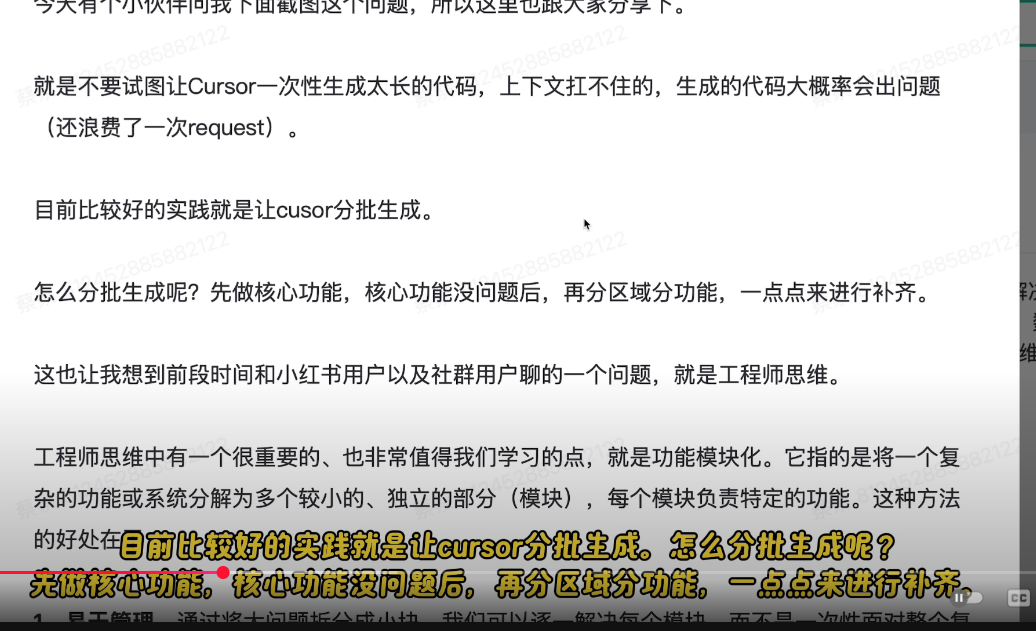 今天有个小伙伴问我下面截图这个问题，所以这里也跟大家分享下。
就是不要试图让Cursor一次性生成太长的代码，上下文扛不住的，生成的代码大概率会出问题
（还浪费了一次request）。
目前比较好的实践就是让cusor分批生成。
怎么分批生成呢？先做核心功能，核心功能没问题后，再分区域分功能，一点点来进行补齐。
这也让我想到前段时间和小红书用户以及社群用户聊的一个问题，就是工程师思维。
工程师思维中有一个很重要的、也非常值得我们学习的点，就是功能模块化。它指的是将一个复
杂的功能或系统分解为多个较小的、独立的部分（模块），每个模块负责特定的功能。这种方法
的好处在
目前比较好的实践就是让cursor分批生成。怎么分批生成呢？
先做核心功能，核心功能没问题后，再分区域分功能，一点点来进行补齐。
1. 易于管理 通过将大问题拆分成小块，我们可以逐一解决每个模块，而不是一次性面对整个复
CC